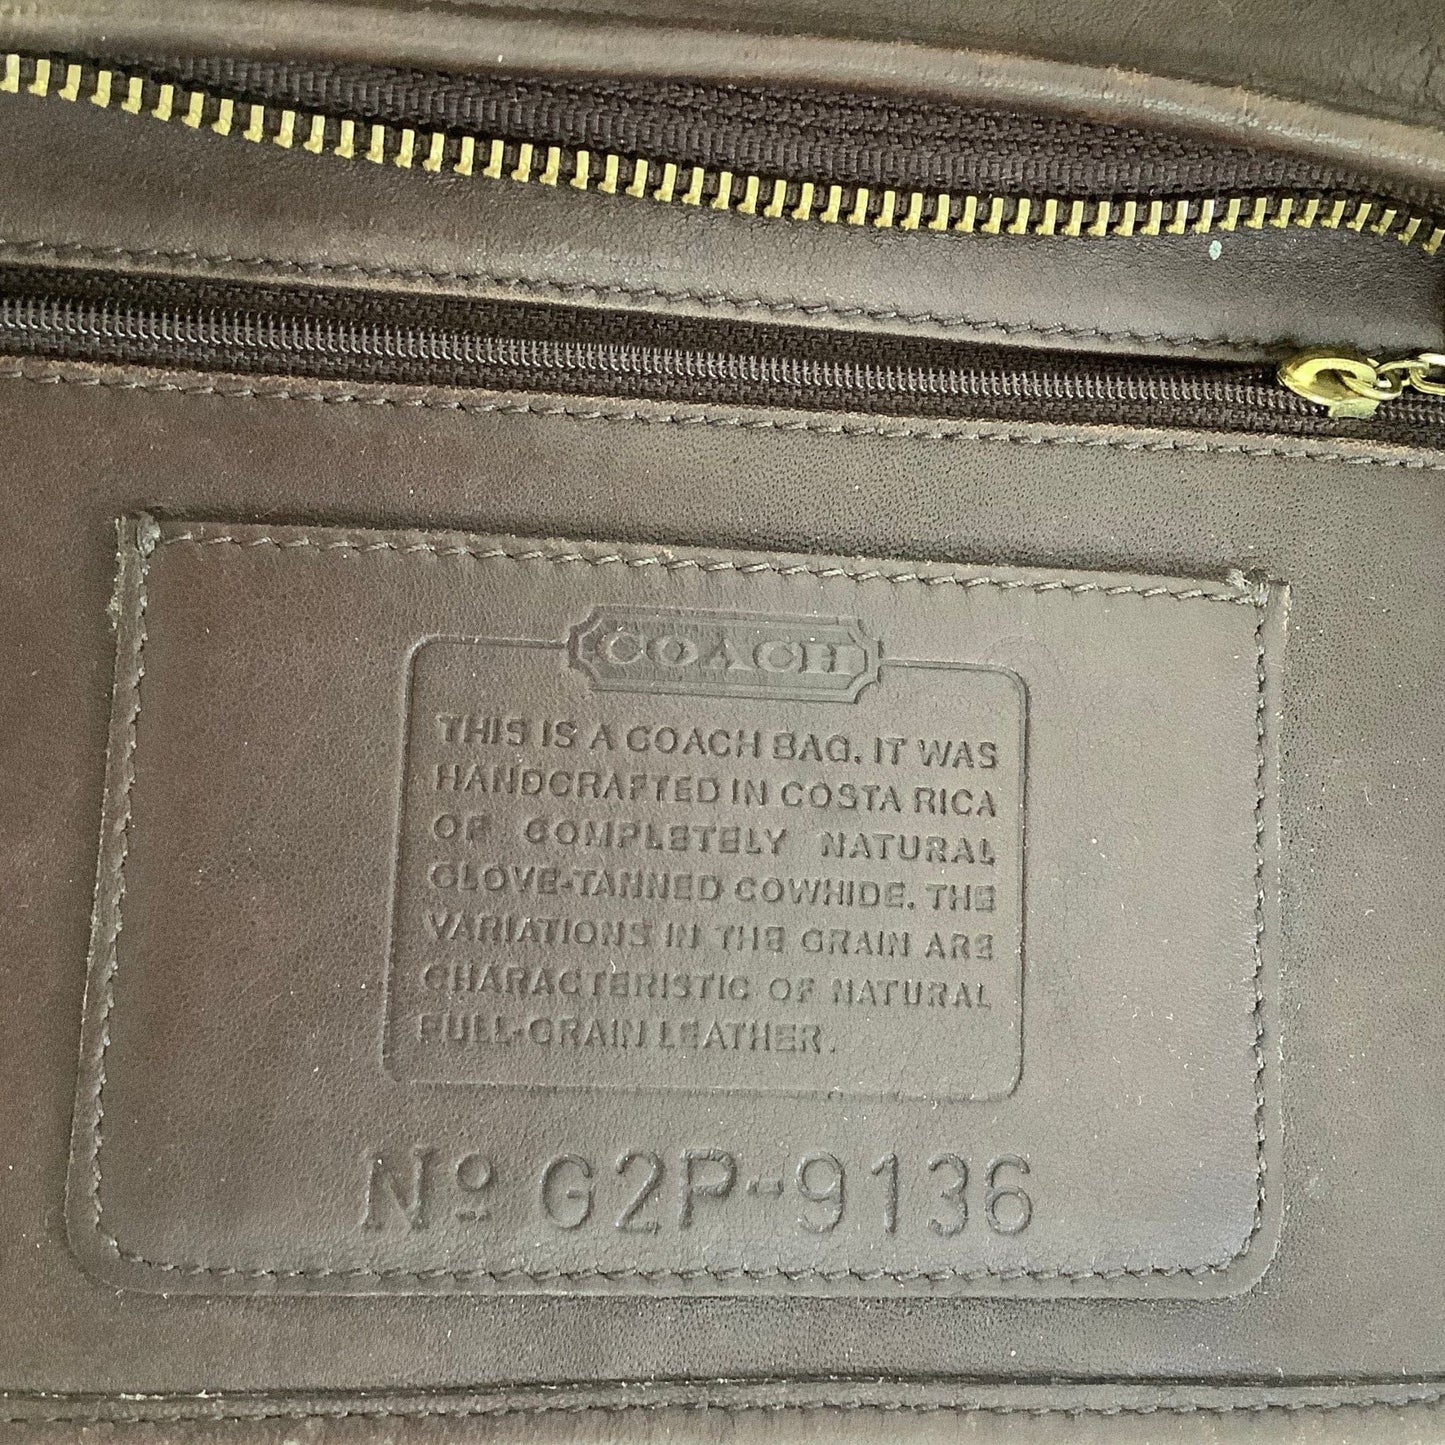 COACH
THIS IS A COACH BAG. IT WAS
HANDCRAFTED IN COSTA RICA
OF COMPLETELY NATURAL
GLOVE-TANNED COWHIDE. THE
VARIATIONS IN THE GRAIN ARE
CHARACTERISTIC OF NATURAL
FULL-GRAIN LEATHER.
Nº G2P-9136